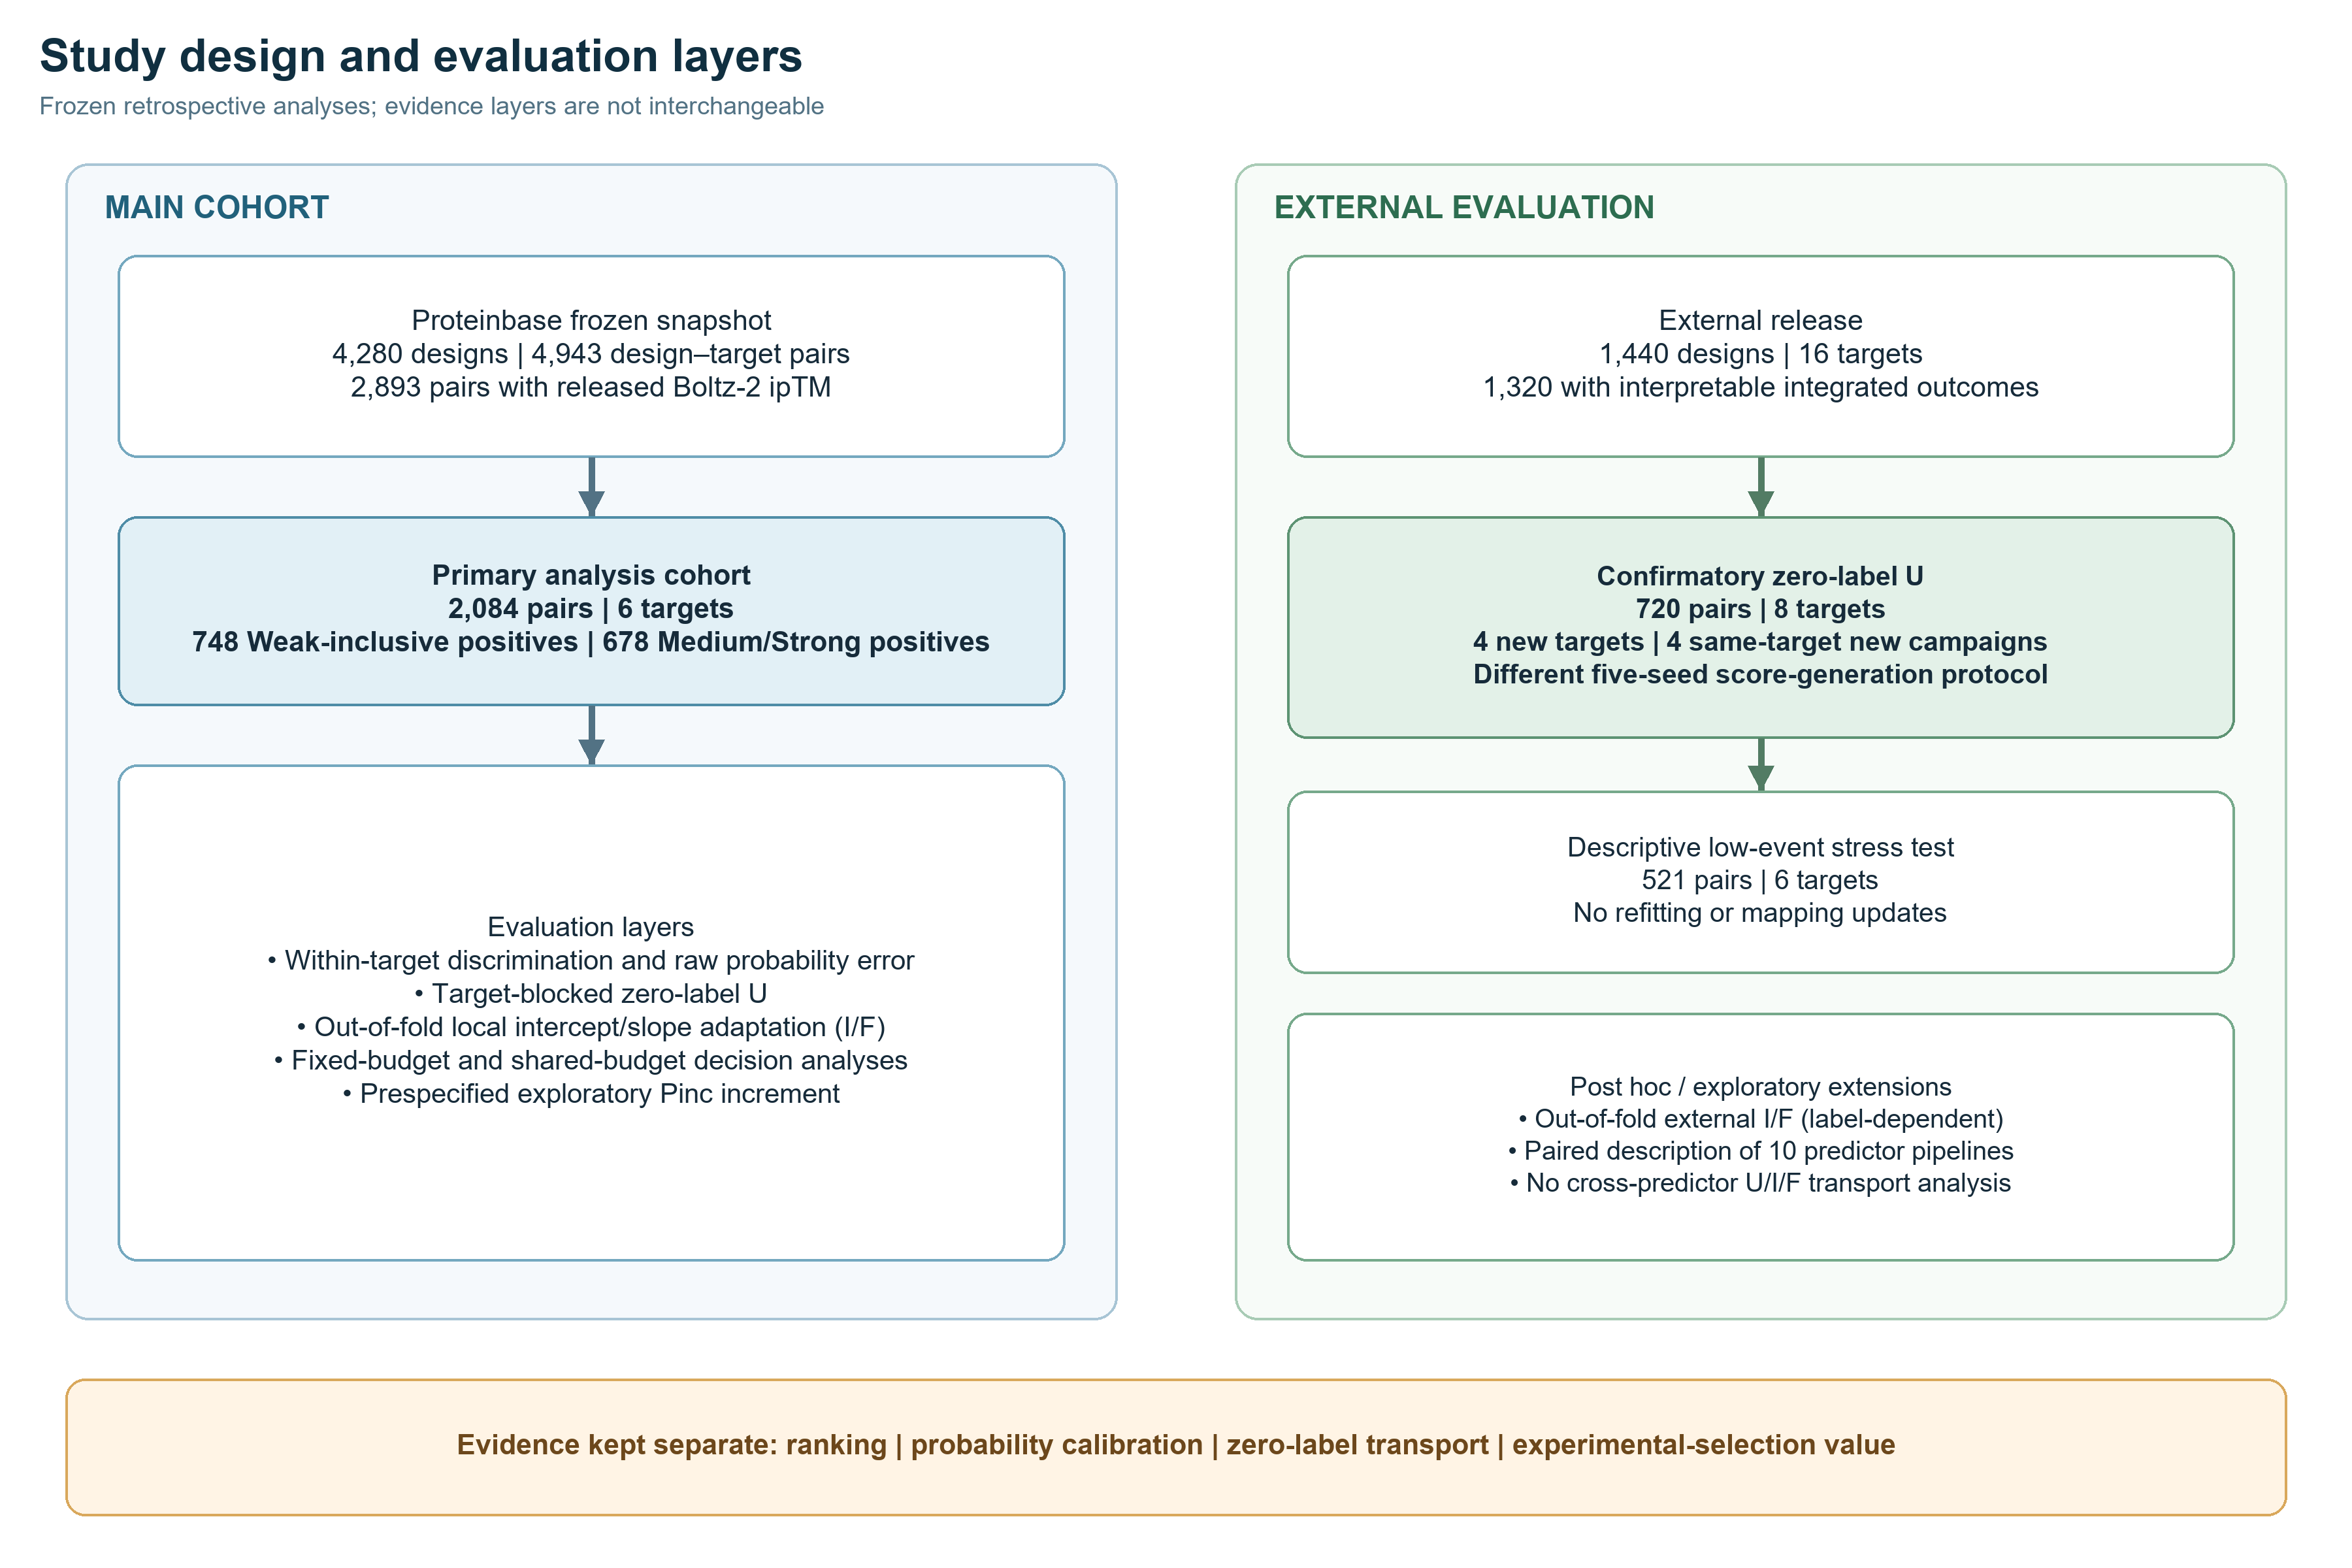 Study design and evaluation layers
Frozen retrospective analyses; evidence layers are not interchangeable
MAIN COHORT
Proteinbase frozen snapshot
4,280 designs | 4,943 design–target pairs
2,893 pairs with released Boltz-2 ipTM
Primary analysis cohort
2,084 pairs | 6 targets
748 Weak-inclusive positives | 678 Medium/Strong positives
Evaluation layers
• Within-target discrimination and raw probability error
• Target-blocked zero-label U
• Out-of-fold local intercept/slope adaptation (I/F)
• Fixed-budget and shared-budget decision analyses
• Prespecified exploratory Pinc increment
EXTERNAL EVALUATION
External release
1,440 designs | 16 targets
1,320 with interpretable integrated outcomes
Confirmatory zero-label U
720 pairs | 8 targets
4 new targets | 4 same-target new campaigns
Different five-seed score-generation protocol
Descriptive low-event stress test
521 pairs | 6 targets
No refitting or mapping updates
Post hoc / exploratory extensions
• Out-of-fold external I/F (label-dependent)
• Paired description of 10 predictor pipelines
• No cross-predictor U/I/F transport analysis
Evidence kept separate: ranking | probability calibration | zero-label transport | experimental-selection value